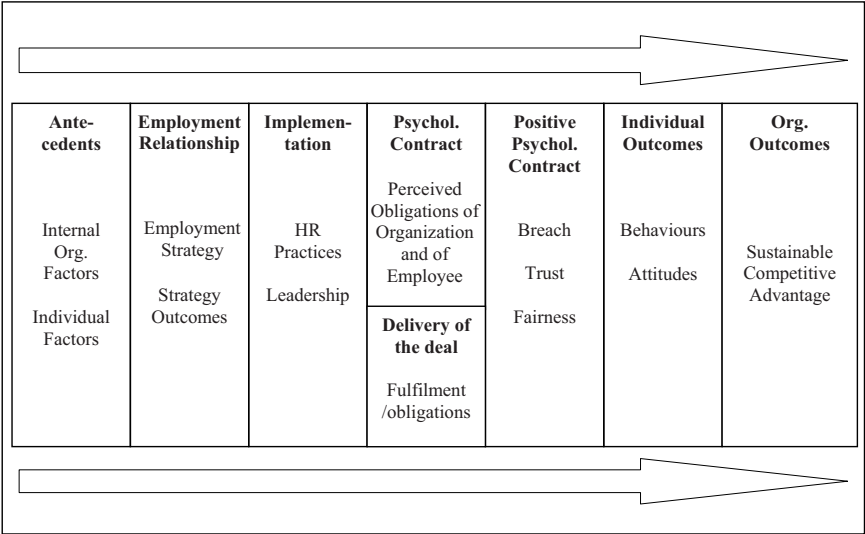 Ante-
cedents
Internal
Org.
Factors
Individual
Factors
Employment
Relationship
Employment
Strategy
Strategy
Outcomes
Implemen-
tation
HR
Practices
Leadership
Psychol.
Contract
Perceived
Obligations of
Organization
and of
Employee
Delivery of
the deal
Fulfilment
/obligations
Positive
Psychol.
Contract
Breach
Trust
Fairness
Individual
Outcomes
Behaviours
Attitudes
Org.
Outcomes
Sustainable
Competitive
Advantage